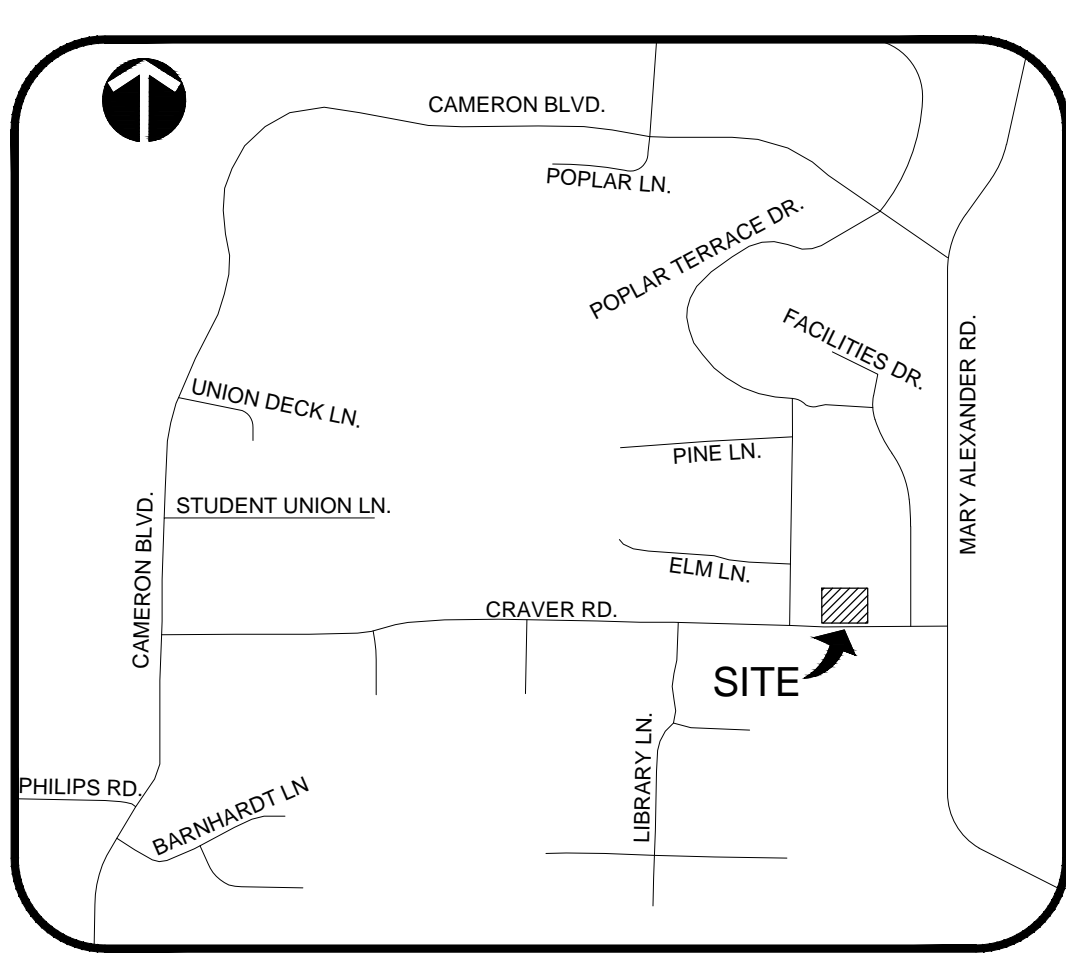 CAMERON BLVD.
POPLAR LN.
POPLAR TERRACE DR.
FACILITIES DR.
MARY ALEXANDER RD.
UNION DECK LN.
PINE LN.
STUDENT UNION LN.
CAMERON BLVD.
ELM LN.
CRAVER RD.
SITE
LIBRARY LN.
PHILIPS RD.
BARNHARDT LN